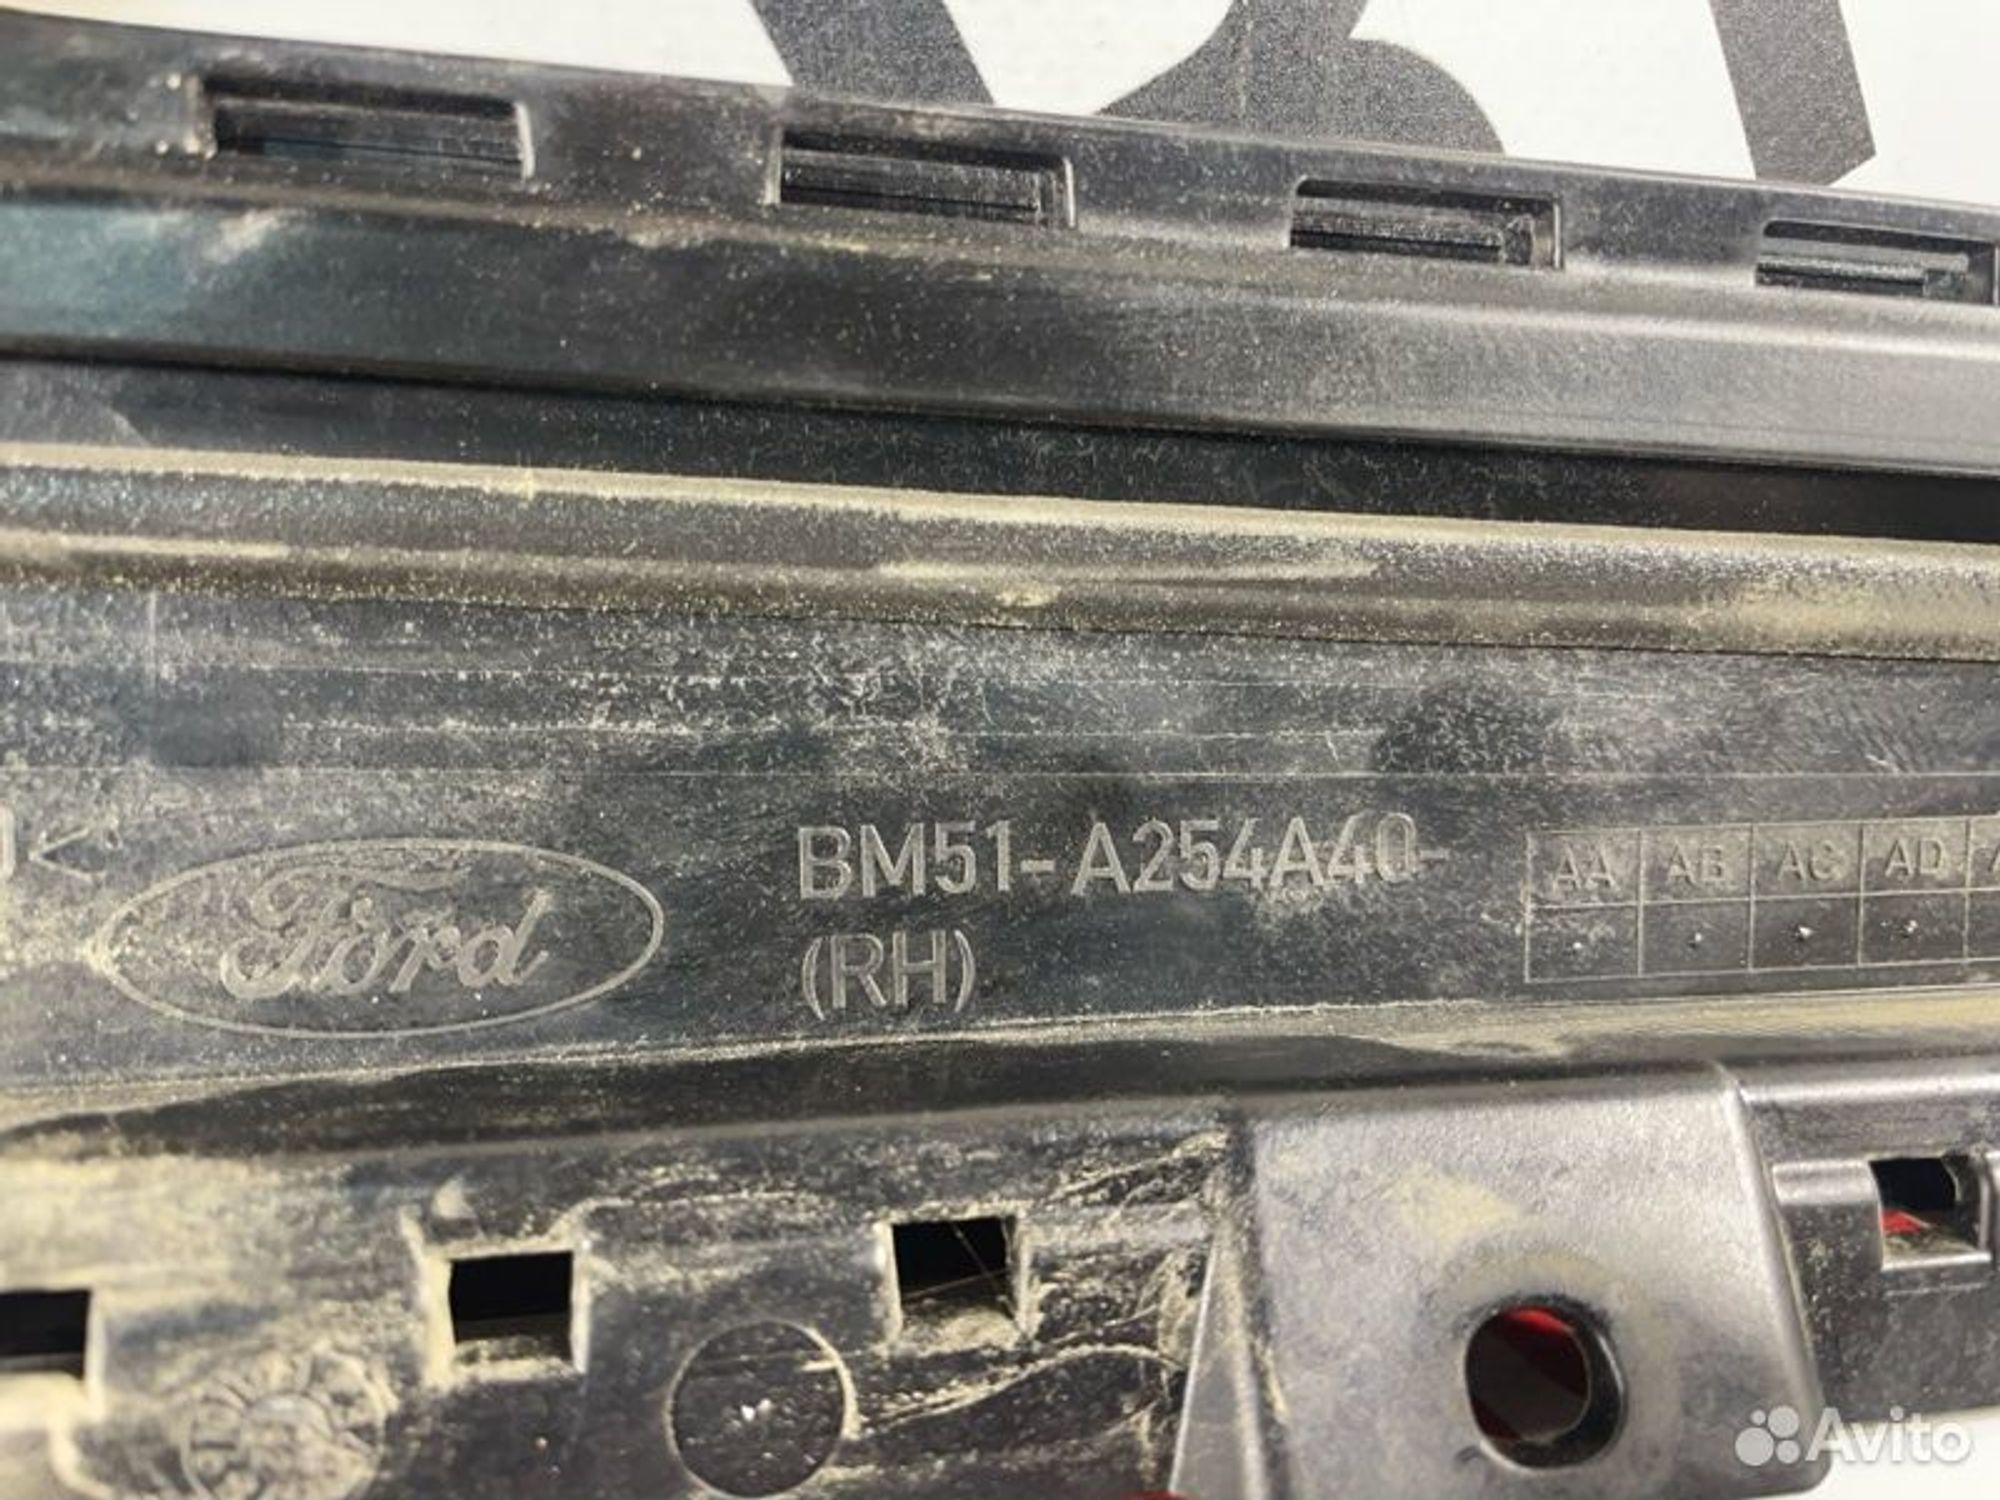 Ford
BM51-A254A40-
(RH)
AA AB AC AD
Avito